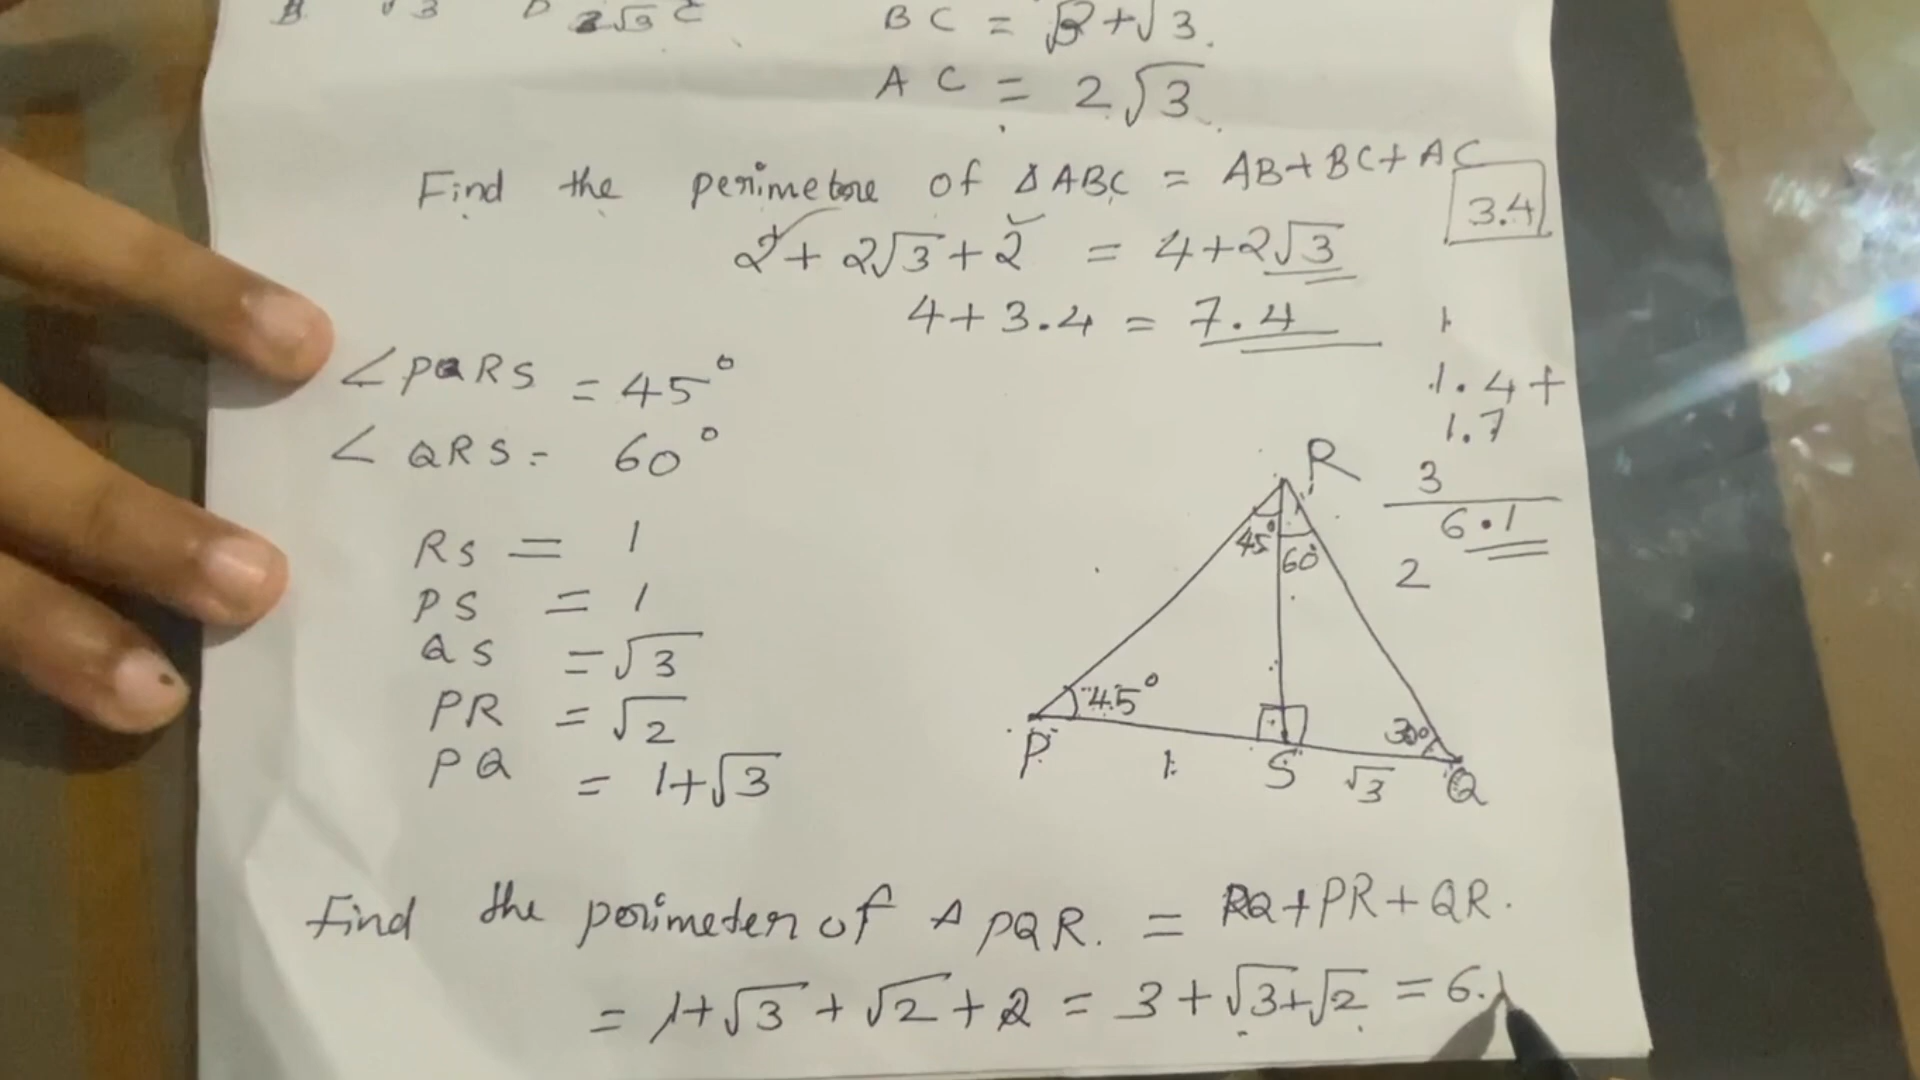 BC = √3+√3.
AC = 2√3.
Find the perimetre of ΔABC = AB+BC+AC
3.4
2+2√3+2 = 4+2√3
4+3.4 = 7.4
∠PRS = 45°
∠QRS = 60°
1.4+
1.7
3
6.1
2
RS = 1
PS = 1
QS = √3
PR = √2
PQ = 1+√3
R
45° 60°
45° 30°
P 1 S √3 Q
Find the perimeter of Δ PQR. = PQ+PR+QR.
= 1+√3+√2+2 = 3+√3+√2 = 6.1